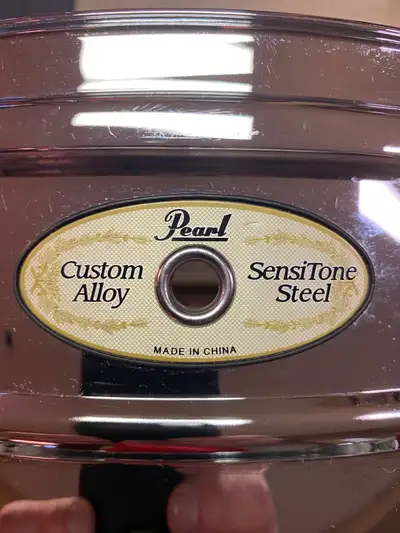 Pearl
Custom
Alloy
SensiTone
Steel
MADE IN CHINA